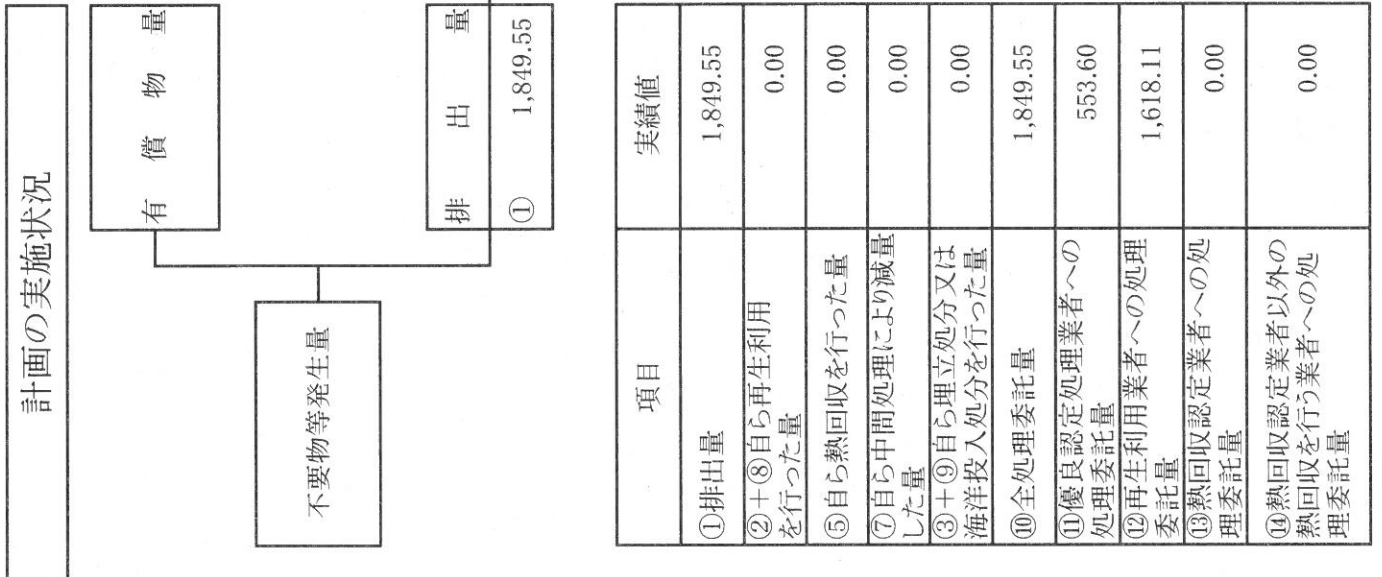 計画の実施状況
不要物等発生量
有償物量
排出量
① 1,849.55
項目 実績値
①排出量 1,849.55
②+⑧自ら再生利用
を行った量 0.00
⑤自ら熱回収を行った量 0.00
⑦自ら中間処理により減量
した量 0.00
③+⑨自ら埋立処分又は
海洋投入処分を行った量 0.00
⑩全処理委託量 1,849.55
⑪優良認定処理業者への
処理委託量 553.60
⑫再生利用業者への処理
委託量 1,618.11
⑬熱回収認定業者への処
理委託量 0.00
⑭熱回収認定業者以外の
熱回収を行う業者への処
理委託量 0.00